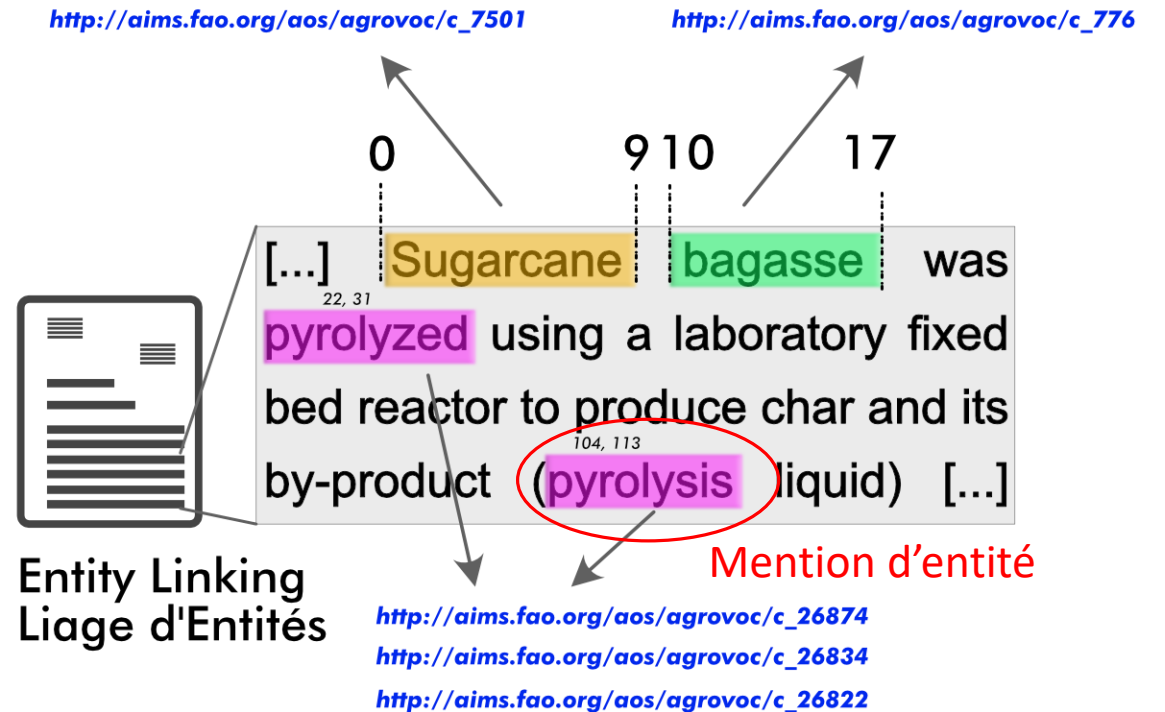 http://aims.fao.org/aos/agrovoc/c_7501
http://aims.fao.org/aos/agrovoc/c_776
0 9 10 17
[...] Sugarcane bagasse was
22, 31
pyrolyzed using a laboratory fixed
bed reactor to produce char and its
104, 113
by-product (pyrolysis liquid) [...]
Mention d'entité
Entity Linking
Liage d'Entités
http://aims.fao.org/aos/agrovoc/c_26874
http://aims.fao.org/aos/agrovoc/c_26834
http://aims.fao.org/aos/agrovoc/c_26822